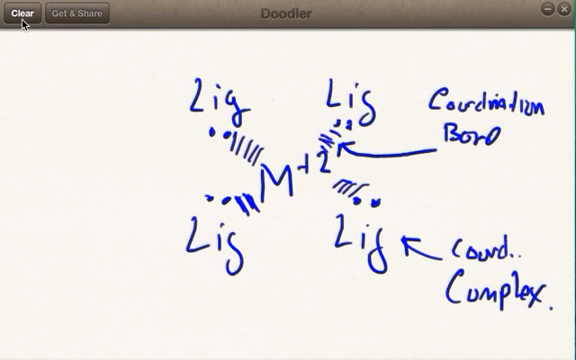 Clear
Get & Share
Doodler
Lig
Lig
Coordination
Bond
M+2
Lig
Lig
Coord..
Complex.